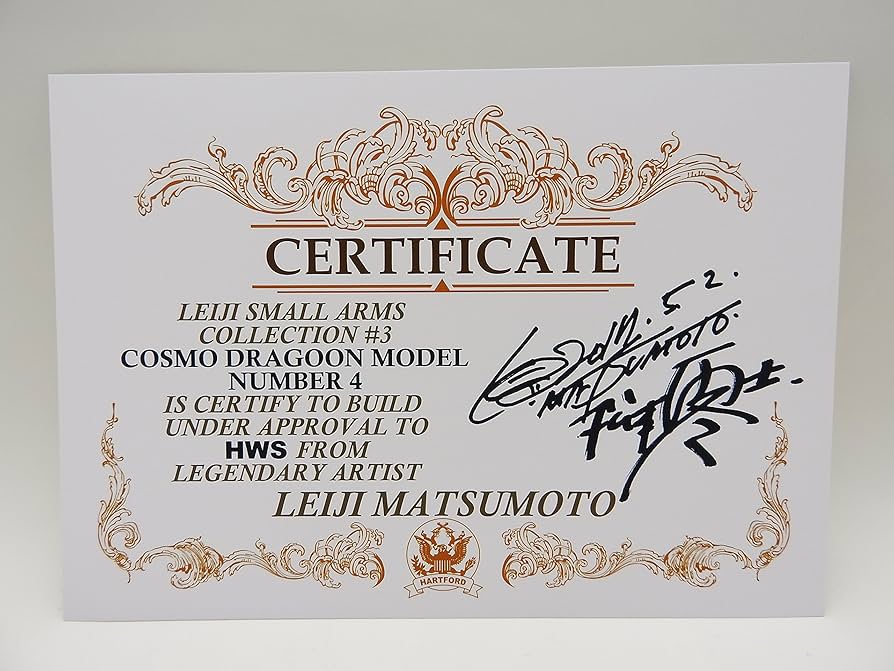 CERTIFICATE
LEIJI SMALL ARMS
COLLECTION #3
COSMO DRAGOON MODEL
NUMBER 4
IS CERTIFY TO BUILD
UNDER APPROVAL TO
HWS FROM
LEGENDARY ARTIST
LEIJI MATSUMOTO
MATSUMOTO.
HARTFORD